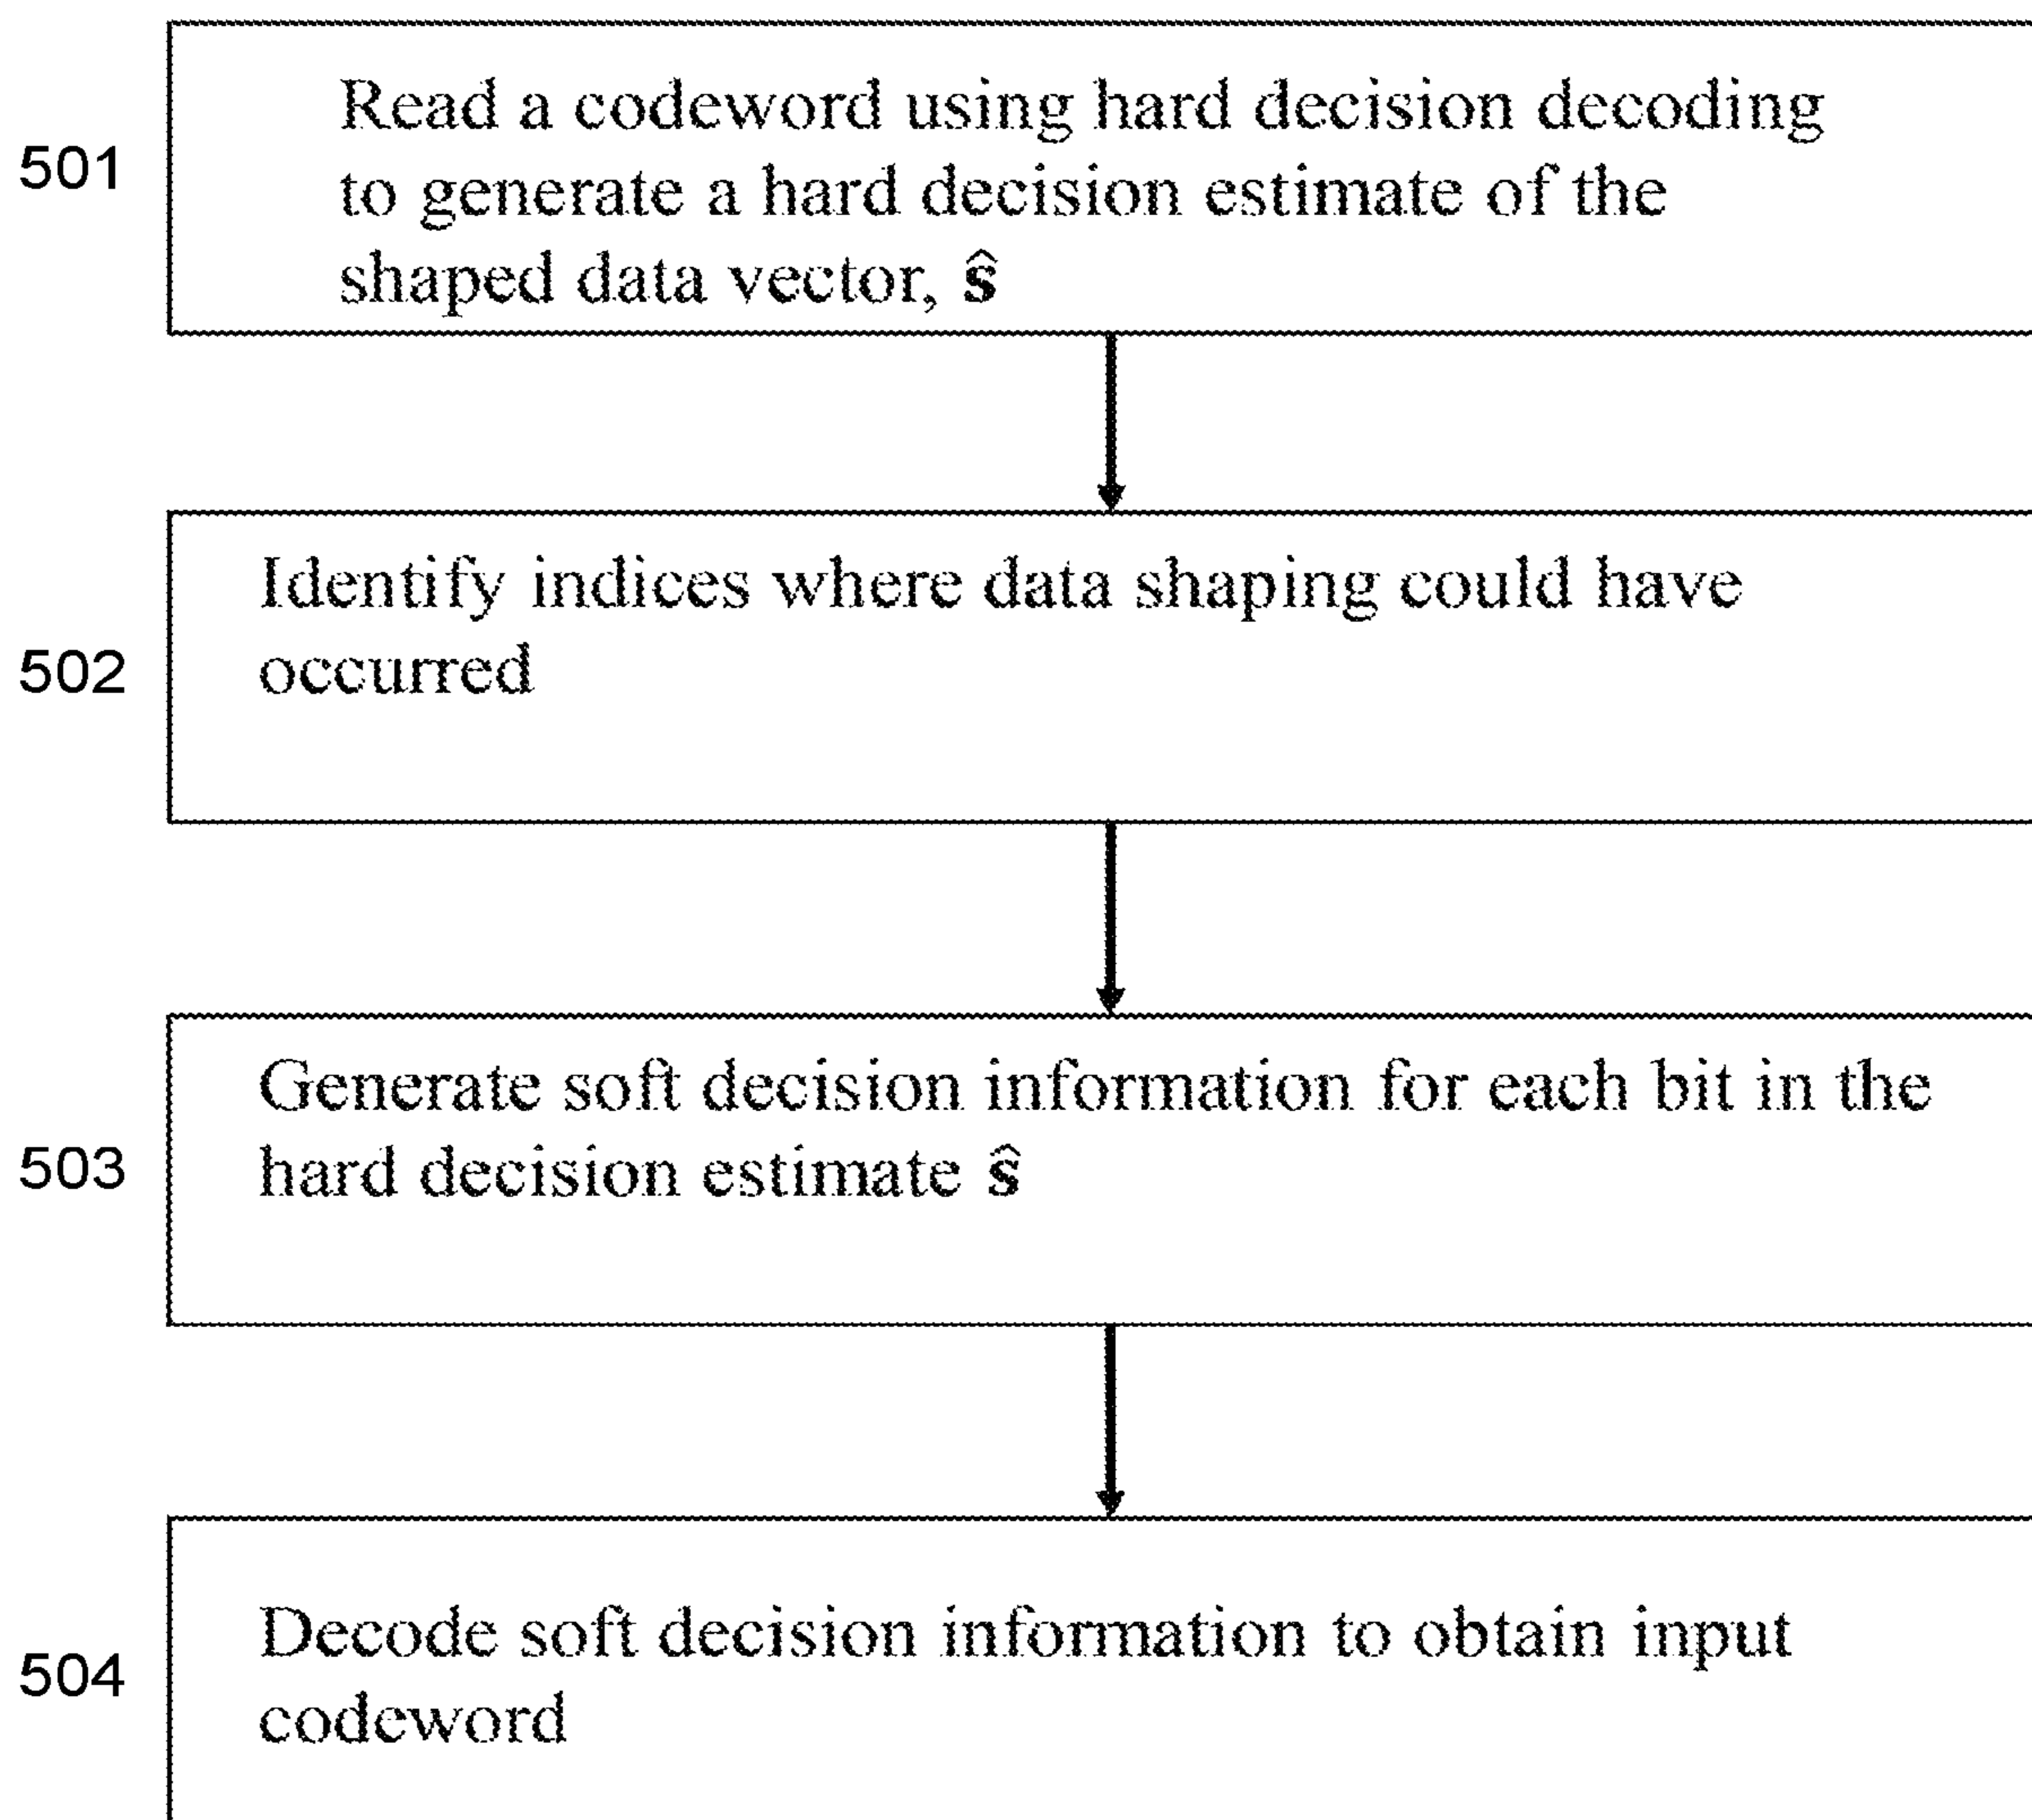 501
Read a codeword using hard decision decoding
to generate a hard decision estimate of the
shaped data vector, ŝ
502
Identify indices where data shaping could have
occurred
503
Generate soft decision information for each bit in the
hard decision estimate ŝ
504
Decode soft decision information to obtain input
codeword